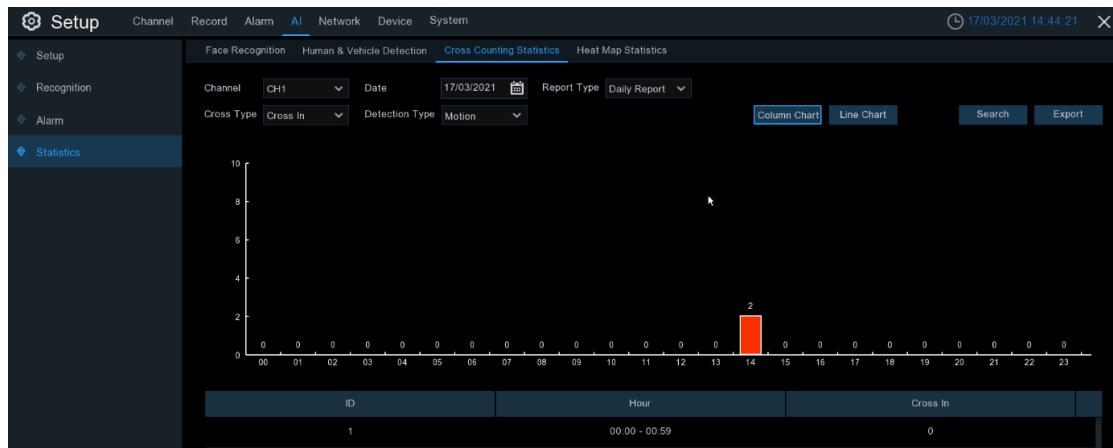 Setup Channel Record Alarm AI Network Device System 17/03/2021 14:44:21
Setup
Recognition
Alarm
Statistics
Face Recognition Human & Vehicle Detection Cross Counting Statistics Heat Map Statistics
Channel CH1 Date 17/03/2021 Report Type Daily Report
Cross Type Cross In Detection Type Motion Column Chart Line Chart Search Export
10
8
6
4
2
0
2
0 0 0 0 0 0 0 0 0 0 0 0 0 0 0 0 0 0 0 0 0 0 0
00 01 02 03 04 05 06 07 08 09 10 11 12 13 14 15 16 17 18 19 20 21 22 23
ID Hour Cross In
1 00:00 - 00:59 0